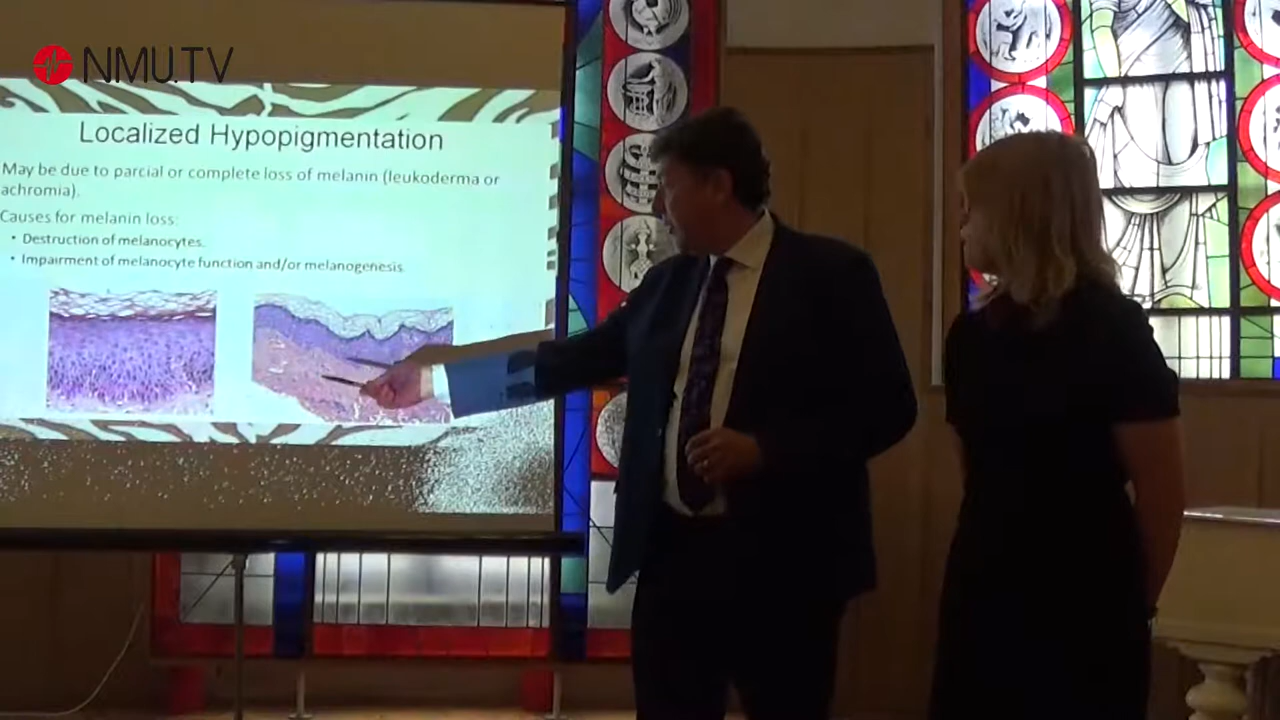 NMU.TV
Localized Hypopigmentation
May be due to parcial or complete loss of melanin (leukoderma or
achromia).
Causes for melanin loss:
• Destruction of melanocytes.
• Impairment of melanocyte function and/or melanogenesis.